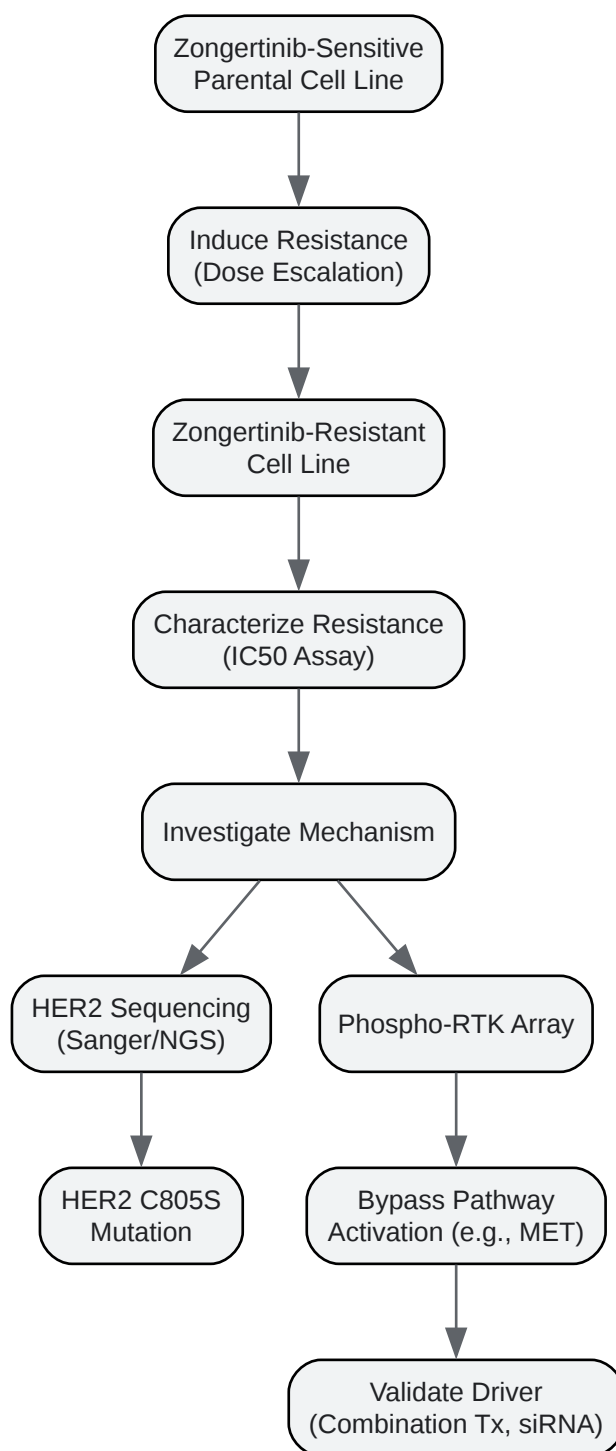 Zongertinib-Sensitive
Parental Cell Line
Induce Resistance
(Dose Escalation)
Zongertinib-Resistant
Cell Line
Characterize Resistance
(IC50 Assay)
Investigate Mechanism
HER2 Sequencing
(Sanger/NGS)
Phospho-RTK Array
HER2 C805S
Mutation
Bypass Pathway
Activation (e.g., MET)
Validate Driver
(Combination Tx, siRNA)